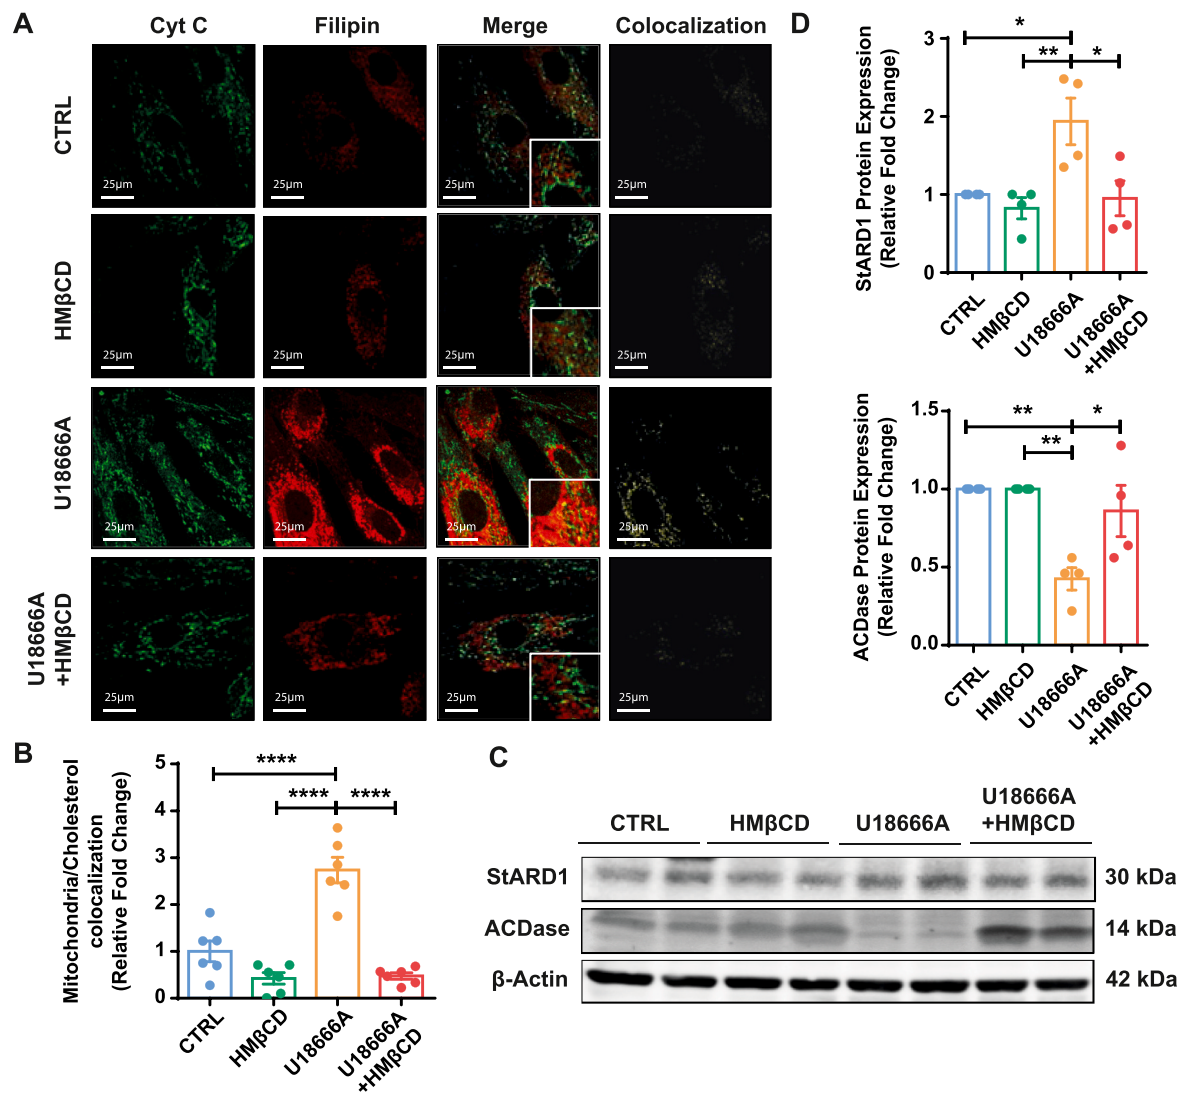 A
Cyt C
Filipin
Merge
Colocalization
CTRL
25µm
25µm
25µm
25µm
HMβCD
25µm
25µm
25µm
25µm
U18666A
25µm
25µm
25µm
25µm
U18666A
+HMβCD
25µm
25µm
25µm
25µm
B
Mitochondria/Cholesterol
colocalization
(Relative Fold Change)
5
4
3
2
1
0
****
****
****
CTRL
HMβCD
U18666A
U18666A
+HMβCD
C
CTRL
HMβCD
U18666A
U18666A
+HMβCD
StARD1
30 kDa
ACDase
14 kDa
β-Actin
42 kDa
D
StARD1 Protein Expression
(Relative Fold Change)
3
2
1
0
*
**
*
CTRL
HMβCD
U18666A
U18666A
+HMβCD
ACDase Protein Expression
(Relative Fold Change)
1.5
1.0
0.5
0.0
**
*
**
CTRL
HMβCD
U18666A
U18666A
+HMβCD